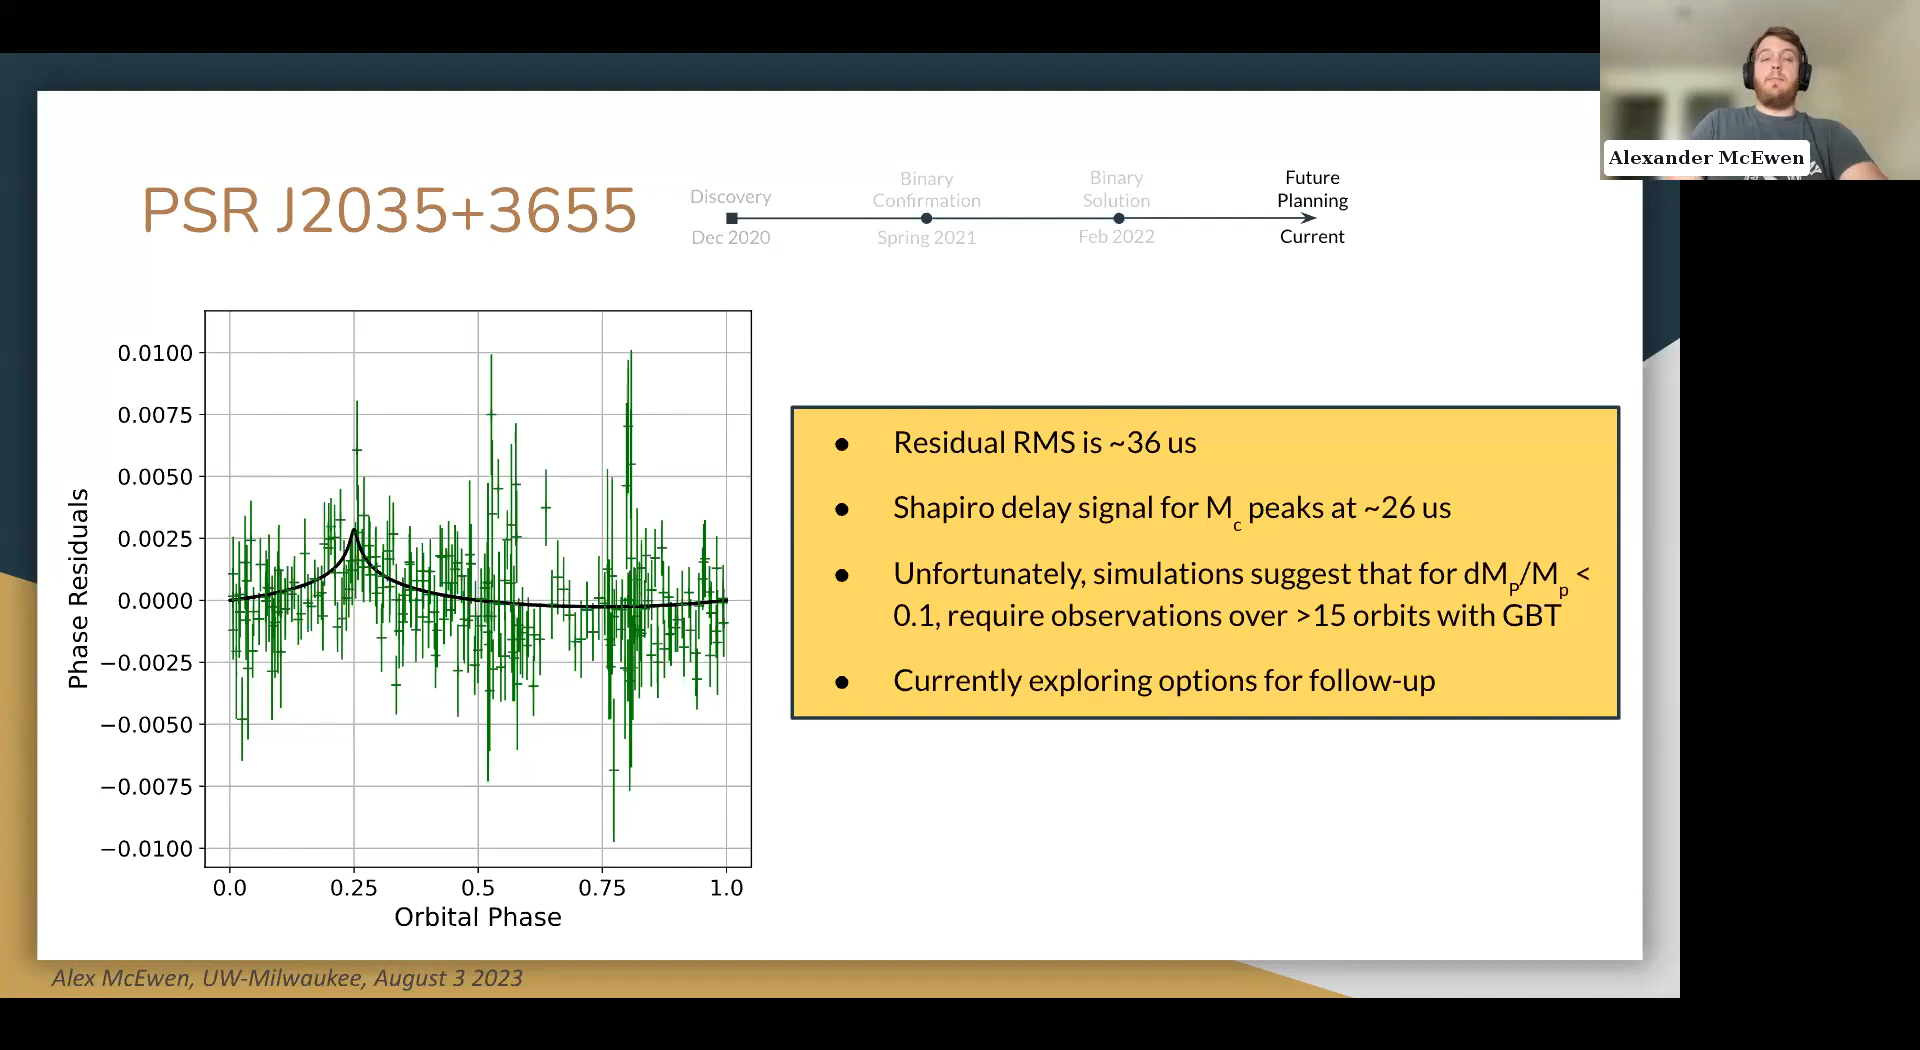 Alexander McEwen
PSR J2035+3655
Discovery
Dec 2020
Binary
Confirmation
Spring 2021
Binary
Solution
Feb 2022
Future
Planning
Current
0.0100
0.0075
0.0050
0.0025
0.0000
−0.0025
−0.0050
−0.0075
−0.0100
Phase Residuals
0.0 0.25 0.5 0.75 1.0
Orbital Phase
● Residual RMS is ~36 us
● Shapiro delay signal for Mc peaks at ~26 us
● Unfortunately, simulations suggest that for dMP/Mp <
0.1, require observations over >15 orbits with GBT
● Currently exploring options for follow-up
Alex McEwen, UW-Milwaukee, August 3 2023